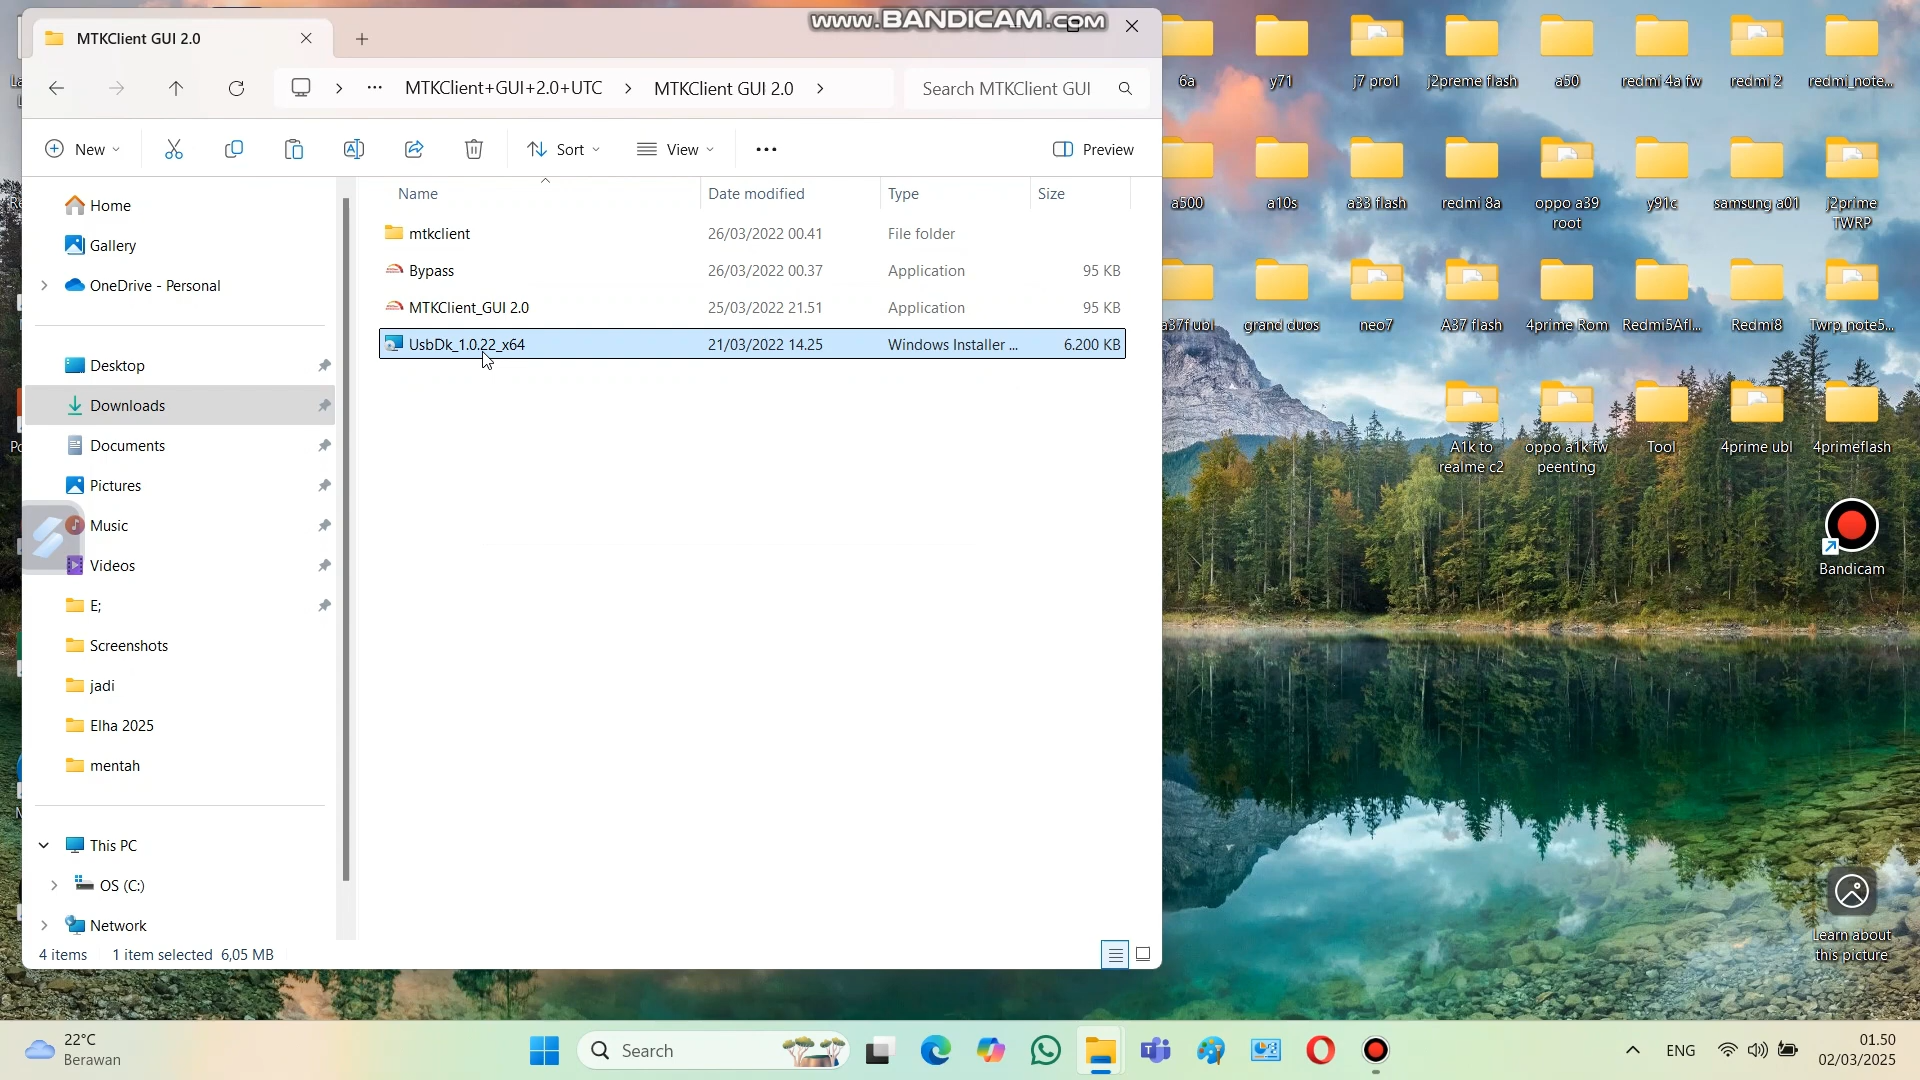 www.BANDICAM.com
MTKClient GUI 2.0
MTKClient+GUI+2.0+UTC
MTKClient GUI 2.0
Search MTKClient GUI
New
Sort
View
Preview
Name
Date modified
Type
Size
mtkclient
26/03/2022 00.41
File folder
Bypass
26/03/2022 00.37
Application
95 KB
MTKClient_GUI 2.0
25/03/2022 21.51
Application
95 KB
UsbDk_1.0.22_x64
21/03/2022 14.25
Windows Installer ...
6.200 KB
Home
Gallery
OneDrive - Personal
Desktop
Downloads
Documents
Pictures
Music
Videos
E;
Screenshots
jadi
Elha 2025
mentah
This PC
OS (C:)
Network
4 items
1 item selected 6,05 MB
6a
y71
j7 pro1
j2preme flash
a50
redmi 4a fw
redmi 2
redmi_note...
a500
a10s
a33 flash
redmi 8a
oppo a39
root
y91c
samsung a01
j2prime
TWRP
a37f ubl
grand duos
neo7
A37 flash
4prime Rom
Redmi5Afl...
Redmi8
Twrp_note5...
A1k to
realme c2
oppo a1k fw
peenting
Tool
4prime ubl
4primeflash
Bandicam
Learn about
this picture
22°C
Berawan
Search
ENG
01.50
02/03/2025